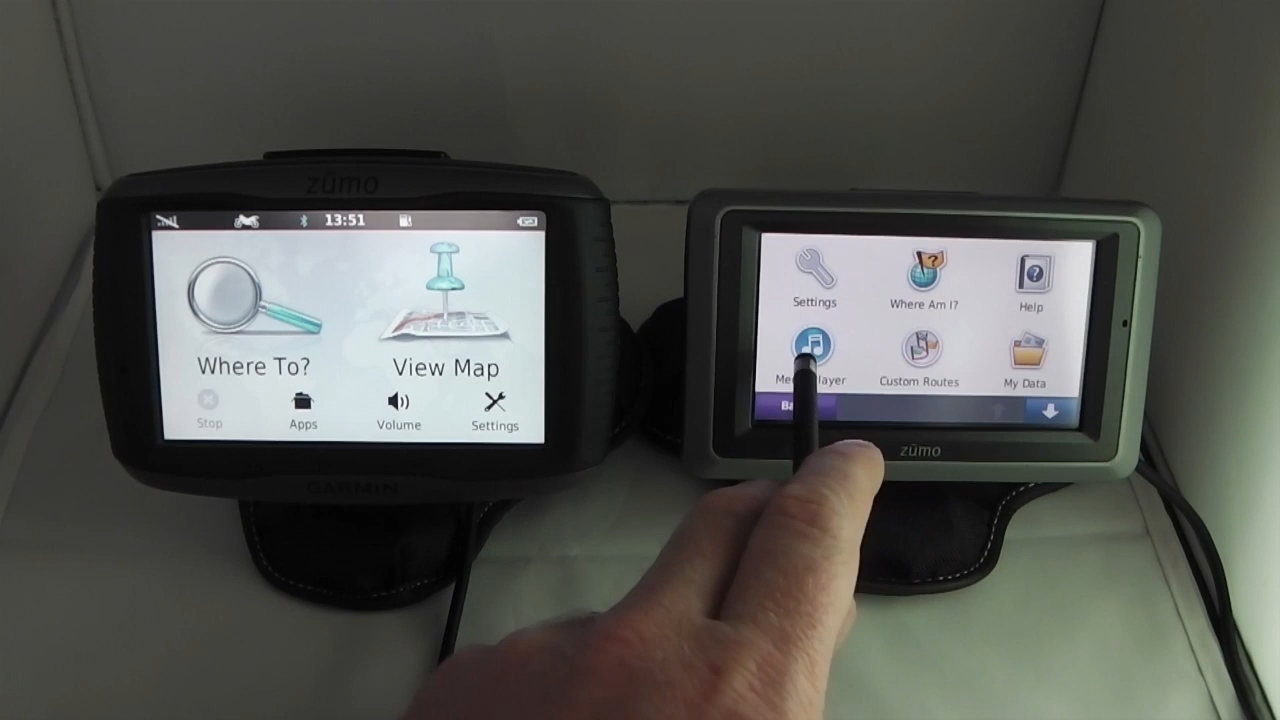 zūmo
13:51
Where To?
View Map
Stop
Apps
Volume
Settings
GARMIN
Settings
Where Am I?
Help
Custom Routes
My Data
zūmo